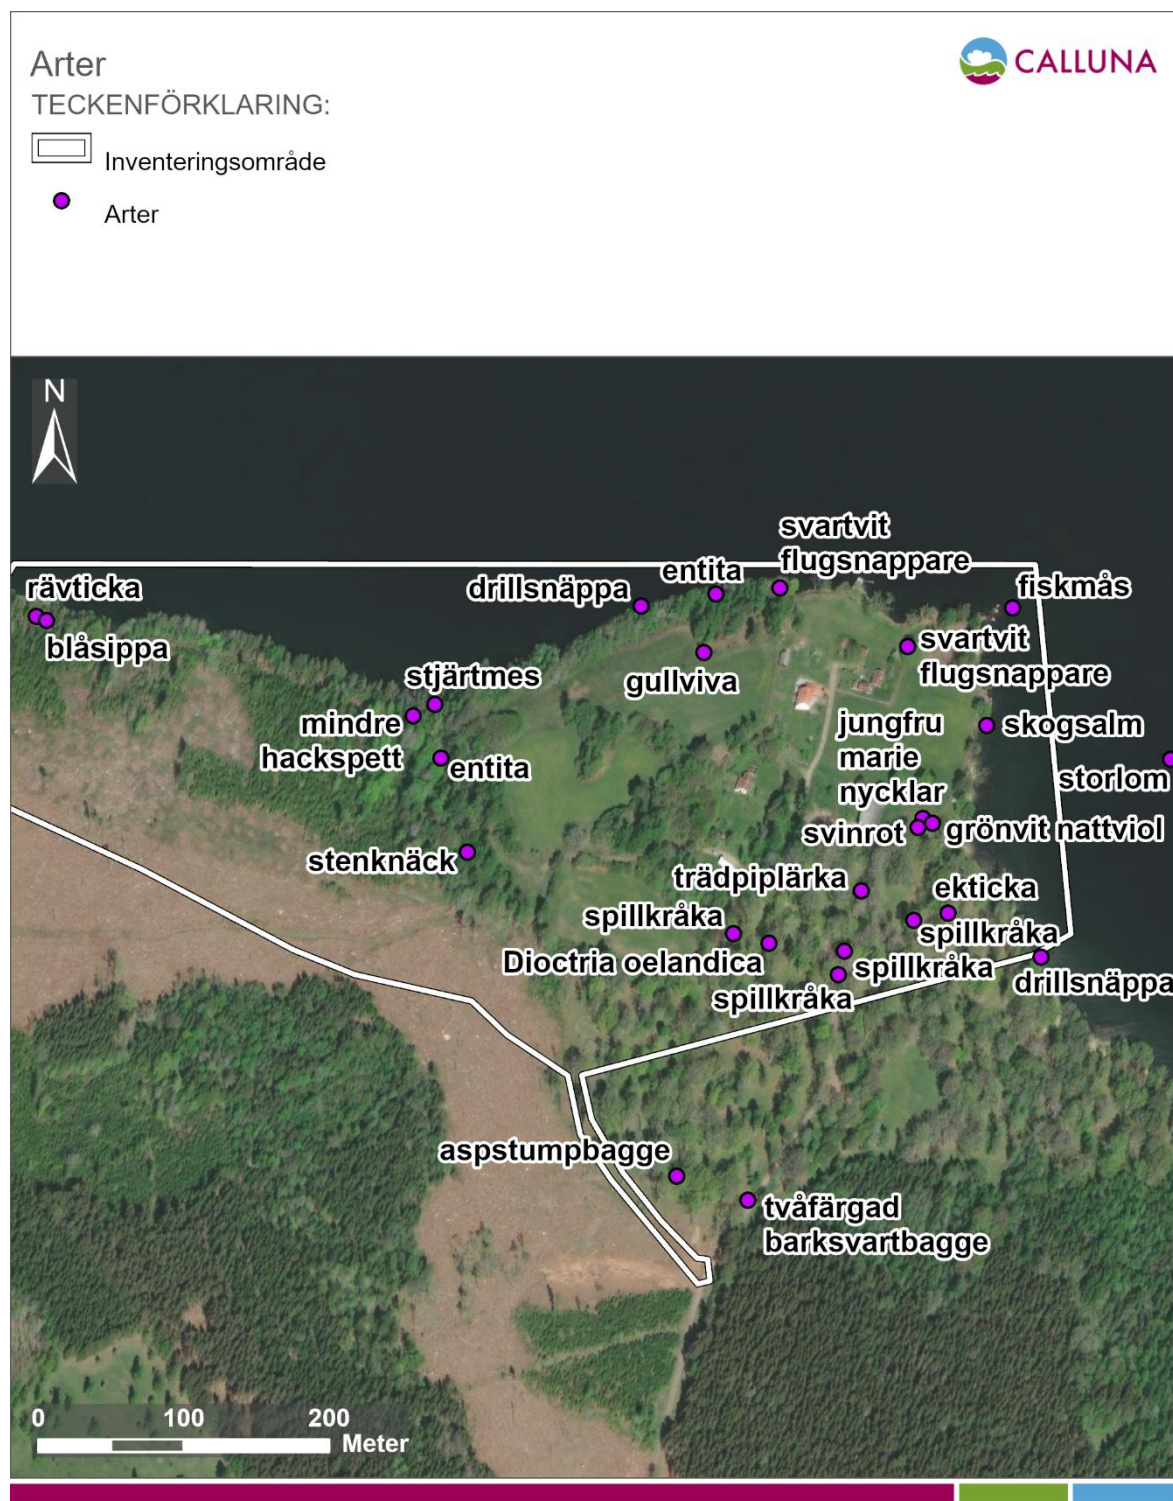 Arter
TECKENFÖRKLARING:
Inventeringsområde
Arter
CALLUNA
N
svartvit
flugsnappare
entita
drillsnäppa
fiskmås
rävticka
blåsippa
svartvit
flugsnappare
gullviva
stjärtmes
mindre
hackspett
entita
jungfru
marie
nycklar
skogsalm
storlom
svinrot
grönvit nattviol
stenknäck
trädpiplärka
ekticka
spillkråka
spillkråka
Dioctria oelandica
spillkråka
drillsnäppa
spillkråka
aspstumpbagge
tvåfärgad
barksvartbagge
0 100 200
Meter